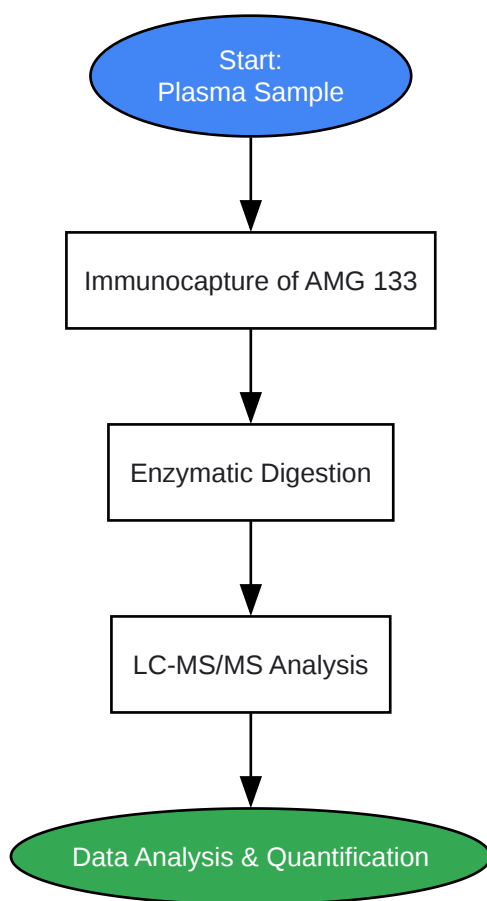 Start:
Plasma Sample
Immunocapture of AMG 133
Enzymatic Digestion
LC-MS/MS Analysis
Data Analysis & Quantification